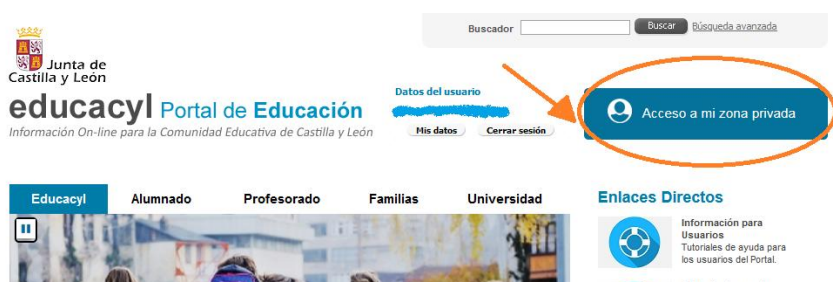 Buscador
Buscar
Búsqueda avanzada
Junta de
Castilla y León
educacyl Portal de Educación
Información On-line para la Comunidad Educativa de Castilla y León
Datos del usuario
Mis datos
Cerrar sesión
Acceso a mi zona privada
Educacyl
Alumnado
Profesorado
Familias
Universidad
Enlaces Directos
Información para
Usuarios
Tutoriales de ayuda para
los usuarios del Portal.